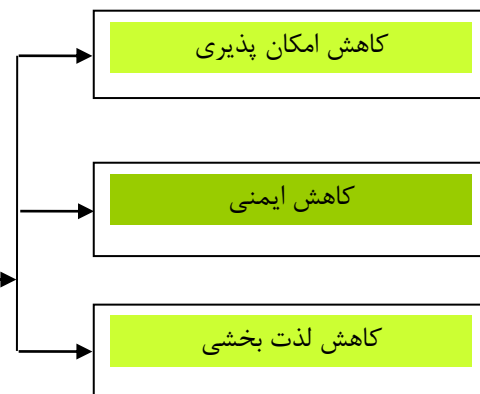 کاهش امکان پذیری
کاهش ایمنی
کاهش لذت بخشی